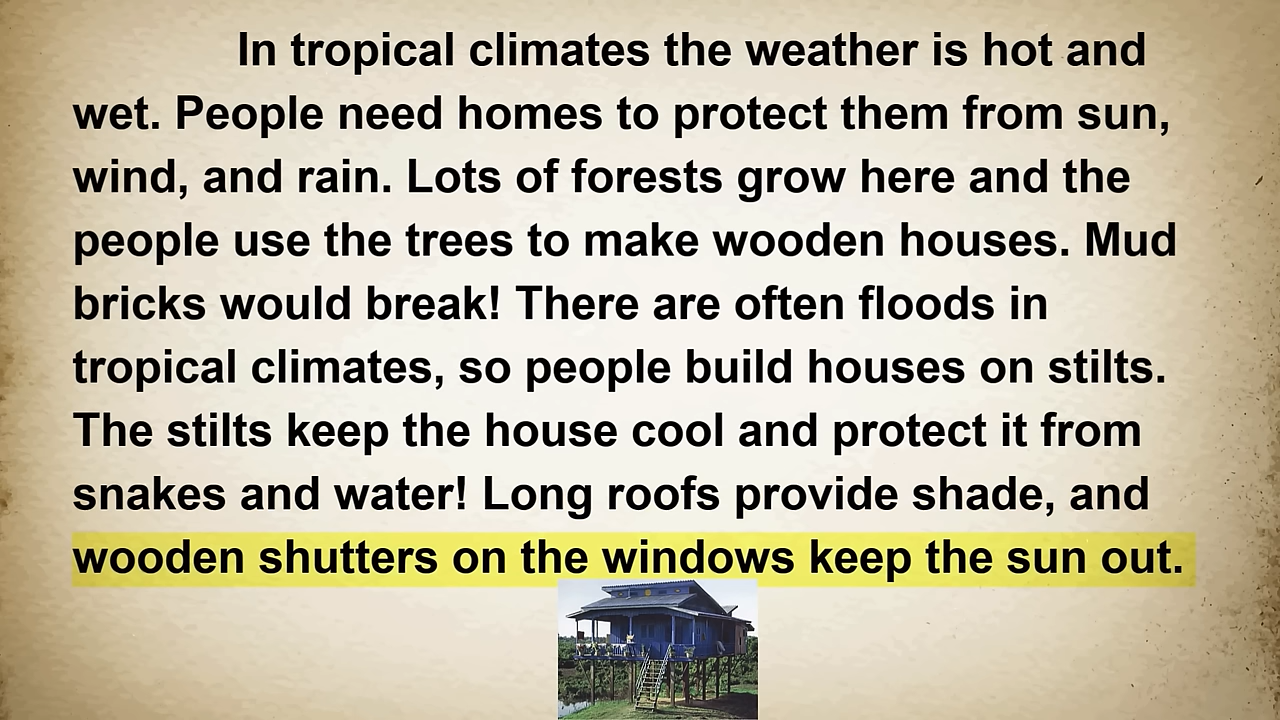 In tropical climates the weather is hot and
wet. People need homes to protect them from sun,
wind, and rain. Lots of forests grow here and the
people use the trees to make wooden houses. Mud
bricks would break! There are often floods in
tropical climates, so people build houses on stilts.
The stilts keep the house cool and protect it from
snakes and water! Long roofs provide shade, and
wooden shutters on the windows keep the sun out.